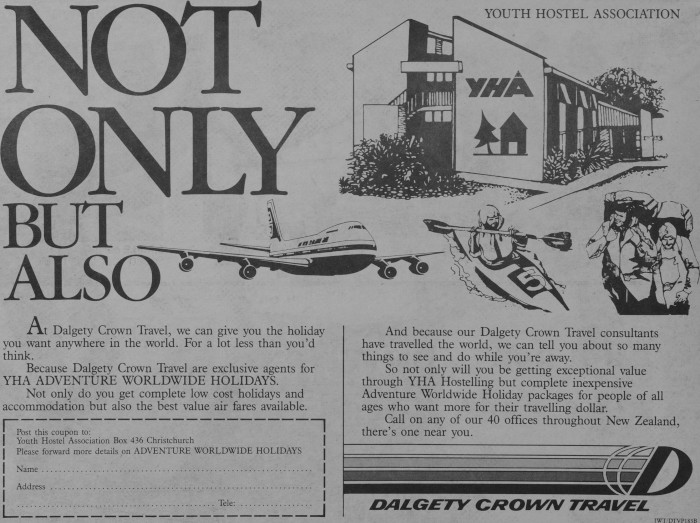 NOT
ONLY
BUT
ALSO
YOUTH HOSTEL ASSOCIATION
YHA
5
At Dalgety Crown Travel, we can give you the holiday
you want anywhere in the world. For a lot less than you'd
think.
Because Dalgety Crown Travel are exclusive agents for
YHA ADVENTURE WORLDWIDE HOLIDAYS.
Not only do you get complete low cost holidays and
accommodation but also the best value air fares available.
Post this coupon to:
Youth Hostel Association Box 436 Christchurch
Please forward more details on ADVENTURE WORLDWIDE HOLIDAYS
Name
Address
Tele:
And because our Dalgety Crown Travel consultants
have travelled the world, we can tell you about so many
things to see and do while you're away.
So not only will you be getting exceptional value
through YHA Hostelling but complete inexpensive
Adventure Worldwide Holiday packages for people of all
ages who want more for their travelling dollar.
Call on any of our 40 offices throughout New Zealand,
there's one near you.
DALGETY CROWN TRAVEL